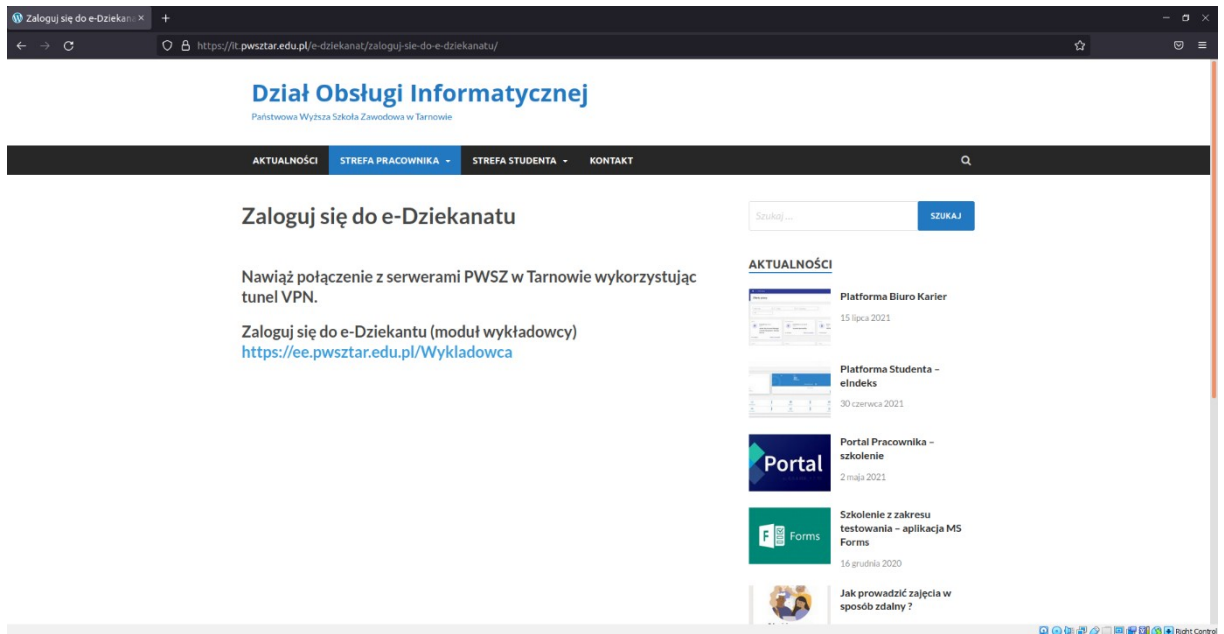 Zaloguj się do e-Dziekana
https://it.pwsztar.edu.pl/e-dziekanat/zaloguj-sie-do-e-dziekanatu/
Dział Obsługi Informatycznej
Państwowa Wyższa Szkoła Zawodowa w Tarnowie
AKTUALNOŚCI STREFA PRACOWNIKA STREFA STUDENTA KONTAKT
Zaloguj się do e-Dziekanatu
Nawiąż połączenie z serwerami PWSZ w Tarnowie wykorzystując
tunel VPN.
Zaloguj się do e-Dziekantu (moduł wykładowcy)
https://ee.pwsztar.edu.pl/Wykladowca
Szukaj ... SZUKAJ
AKTUALNOŚCI
Platforma Biuro Karier
15 lipca 2021
Platforma Studenta –
eIndeks
30 czerwca 2021
Portal
Portal Pracownika –
szkolenie
2 maja 2021
F Forms
Szkolenie z zakresu
testowania – aplikacja MS
Forms
16 grudnia 2020
Jak prowadzić zajęcia w
sposób zdalny ?
Right Control